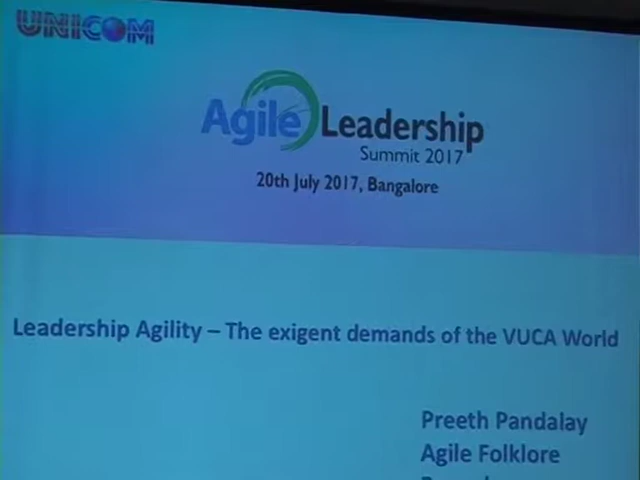 UNICOM
Agile Leadership
Summit 2017
20th July 2017, Bangalore
Leadership Agility – The exigent demands of the VUCA World
Preeth Pandalay
Agile Folklore